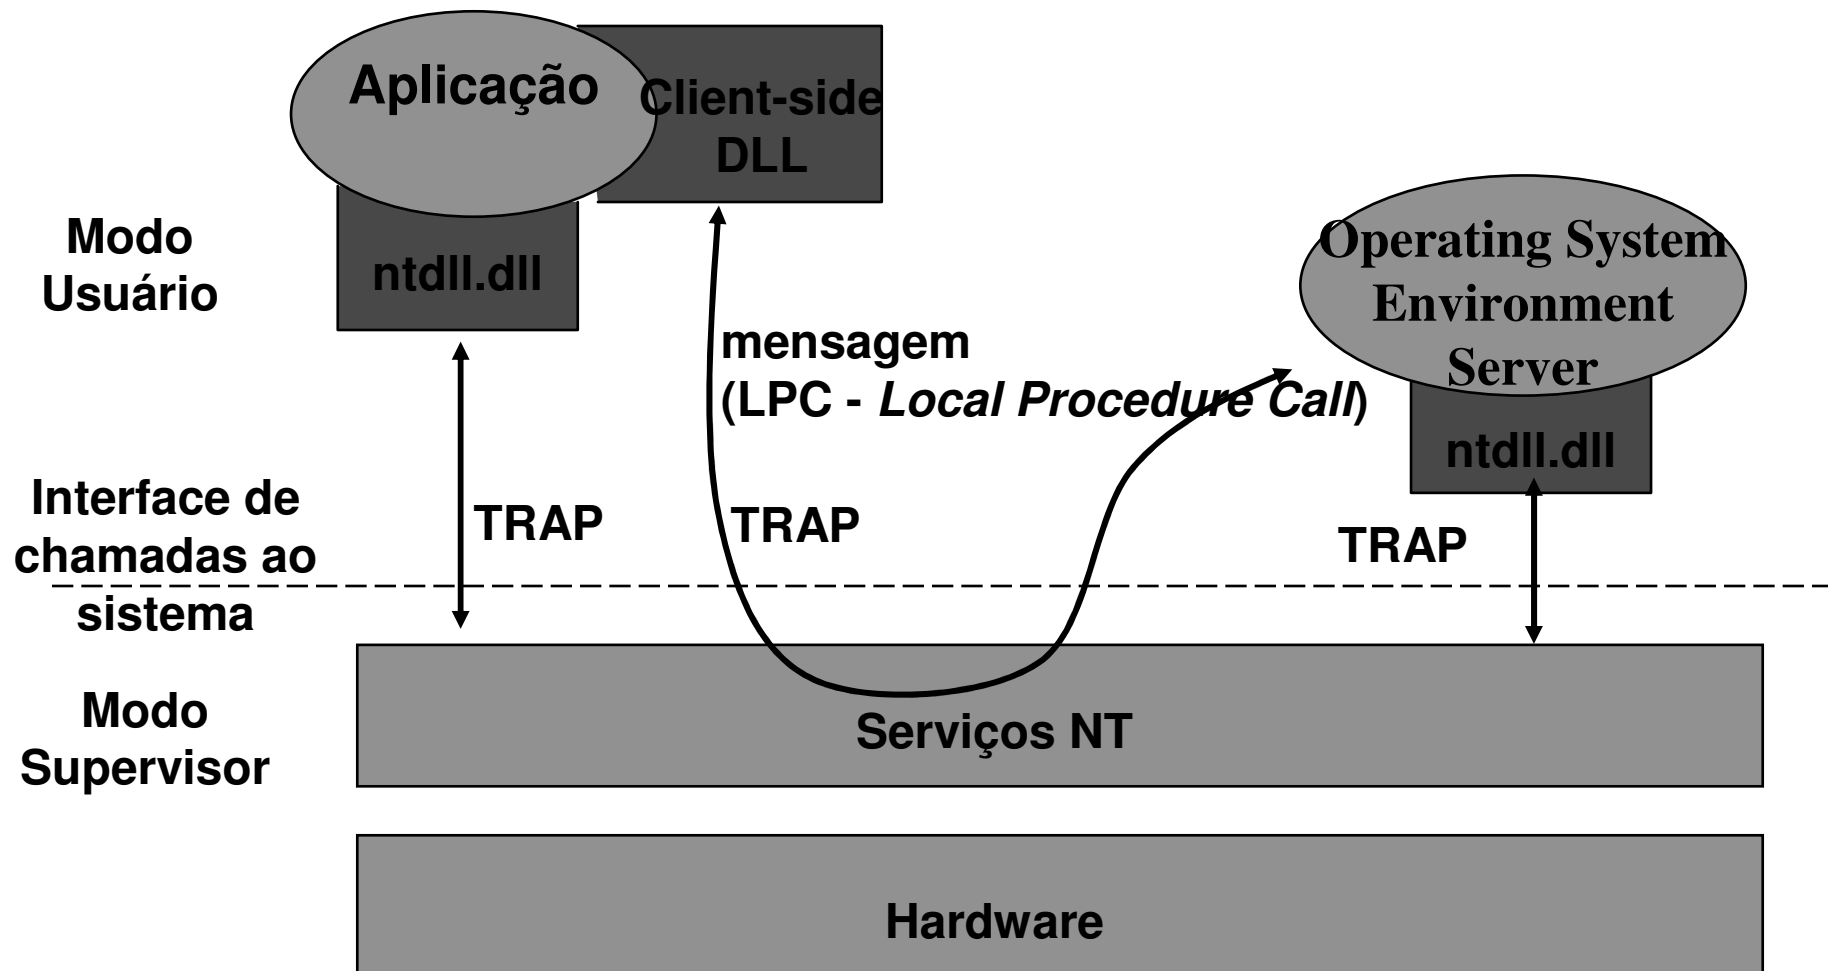 Aplicação
Client-side
DLL
Modo
Usuário
ntdll.dll
Operating System
Environment
Server
mensagem
(LPC - Local Procedure Call)
ntdll.dll
Interface de
chamadas ao
sistema
TRAP
TRAP
TRAP
Modo
Supervisor
Serviços NT
Hardware